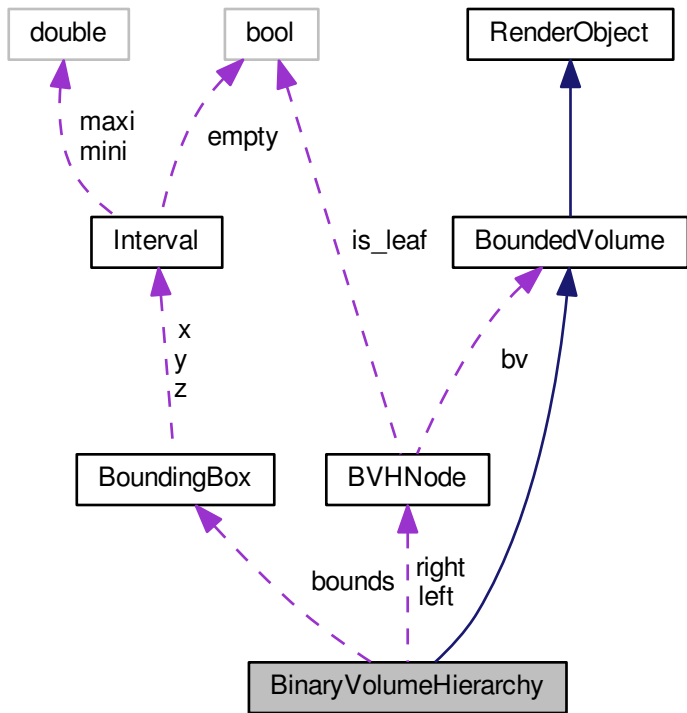 double
bool
RenderObject
maxi
mini
empty
Interval
is_leaf
BoundedVolume
x
y
z
bv
BoundingBox
BVHNode
bounds
right
left
BinaryVolumeHierarchy